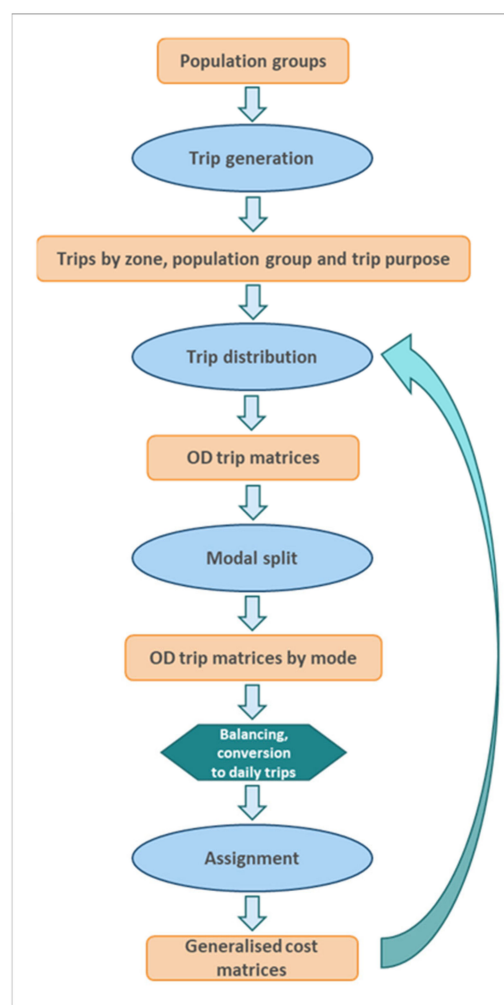 Population groups
Trip generation
Trips by zone, population group and trip purpose
Trip distribution
OD trip matrices
Modal split
OD trip matrices by mode
Balancing,
conversion
to daily trips
Assignment
Generalised cost
matrices